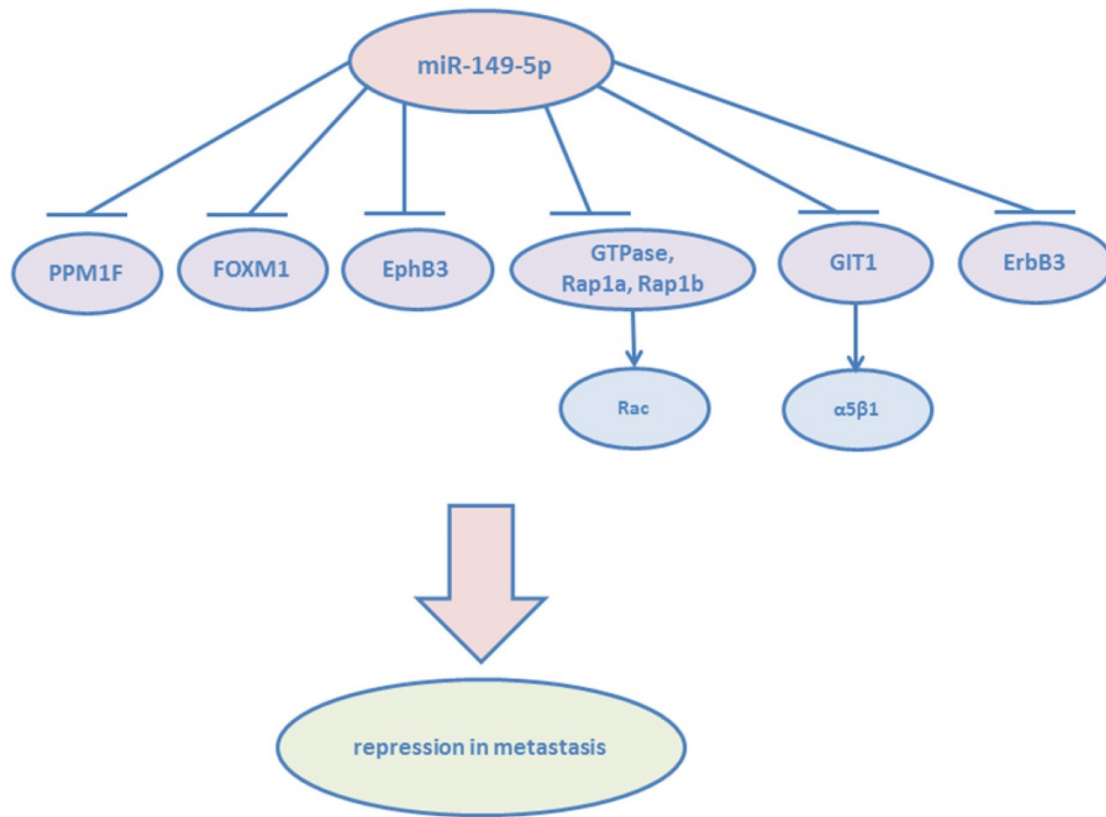 miR-149-5p
PPM1F
FOXM1
EphB3
GTPase,
Rap1a, Rap1b
GIT1
ErbB3
Rac
α5β1
repression in metastasis